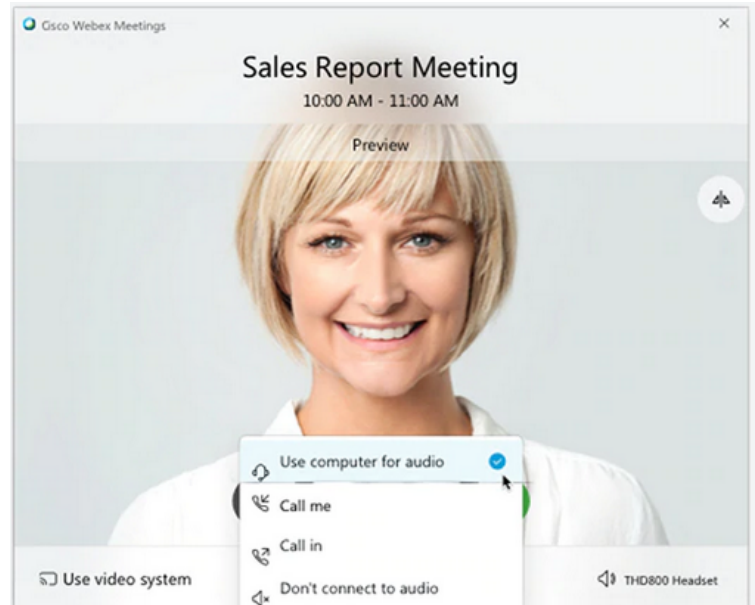 Cisco Webex Meetings
Sales Report Meeting
10:00 AM - 11:00 AM
Preview
Use computer for audio
Call me
Call in
Don't connect to audio
Use video system
THD800 Headset